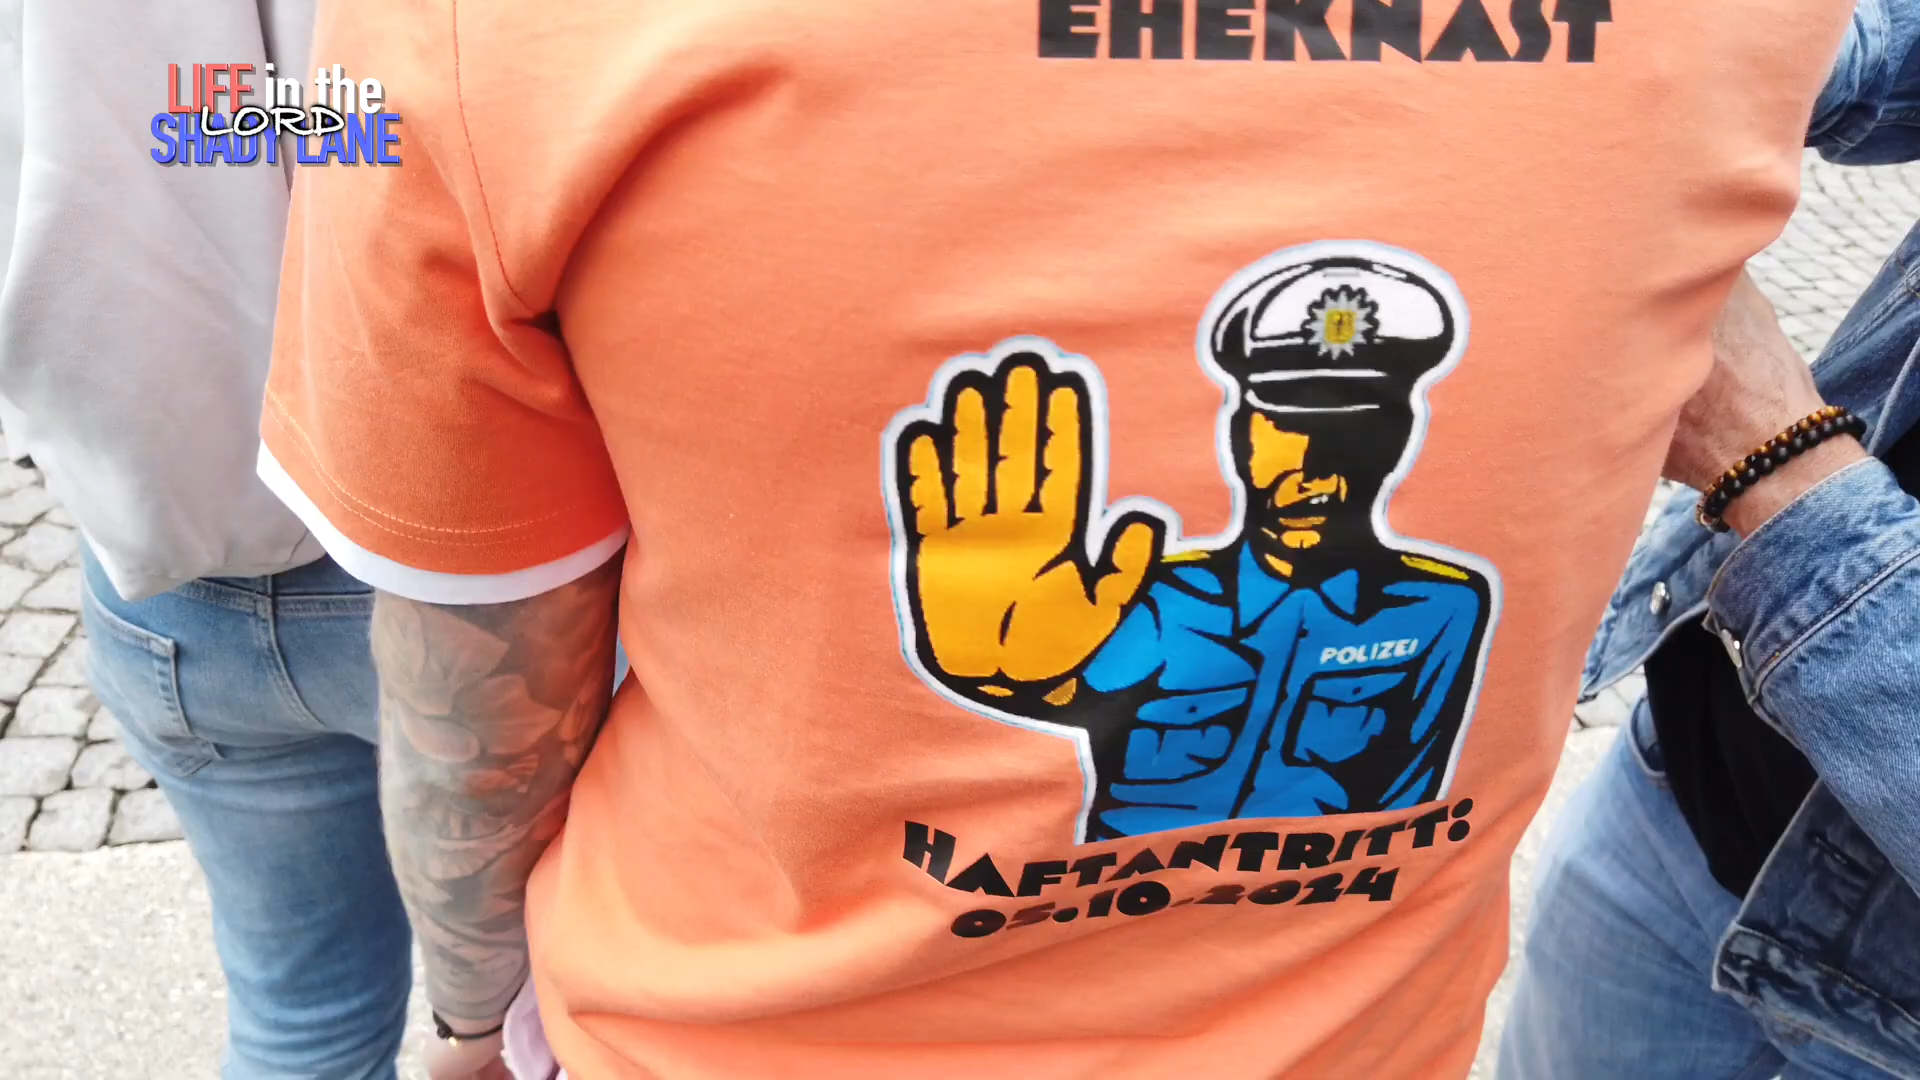 LIFE in the
LORD
SHADY LANE
EHEKNAST
POLIZEI
HAFTANTRITT:
05.10.2024